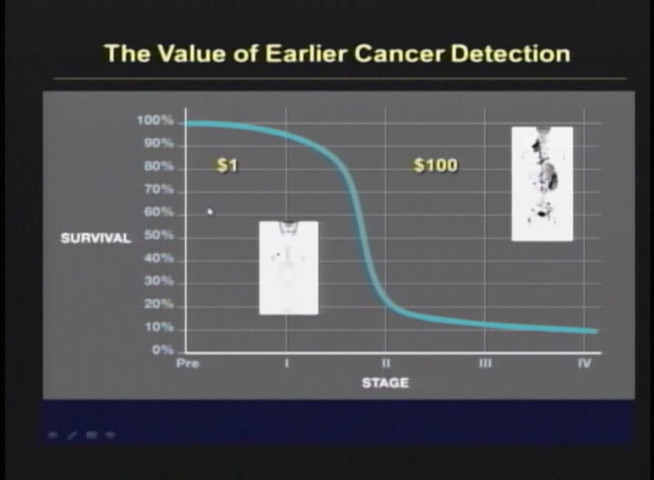 The Value of Earlier Cancer Detection
100%
90%
80%
70%
60%
50%
40%
30%
20%
10%
0%
SURVIVAL
$1
$100
Pre
I
II
III
IV
STAGE